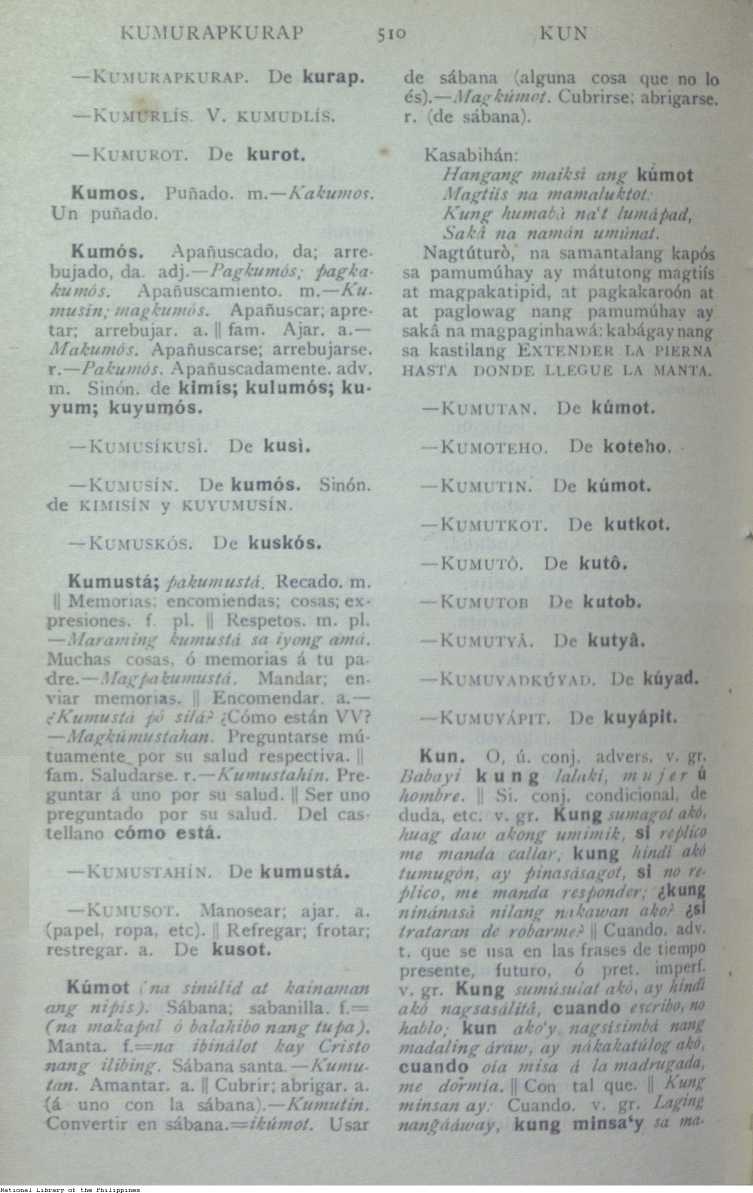 KUMURAPKURAP 510 KUN
—KUMURAPKURAP. De kurap.
—KUMURLÍS. V. KUMUDLÍS.
—KUMUROT. De kurot.
Kumos. Puñado. m.—Kakumos.
Un puñado.
Kumós. Apañuscado, da; arre-
bujado, da. adj.—Pagkumós; pagka-
kumós. Apañuscamiento. m.—Ku-
musín; magkumós. Apañuscar; apre-
tar; arrebujar. a. || fam. Ajar. a.—
Makumós. Apañuscarse; arrebujarse.
r.—Pakumós. Apañuscadamente. adv.
m. Sinón. de kimís; kulumós; ku-
yum; kuyumós.
—KUMUSÍKUSÌ. De kusì.
—KUMUSÍN. De kumós. Sinón.
de KIMISÍN y KUYUMUSÍN.
—KUMUSKÓS. De kuskós.
Kumustá; pakumustá. Recado. m.
|| Memorias; encomiendas; cosas; ex-
presiones. f. pl. || Respetos. m. pl.
—Maraming kumustá sa iyong amá.
Muchas cosas, ó memorias á tu pa-
dre.—Magpakumustá. Mandar; en-
viar memorias. || Encomendar. a.—
¿Kumustá pô silá? ¿Cómo están VV?
—Magkúmustahan. Preguntarse mú-
tuamente por su salud respectiva. ||
fam. Saludarse. r.—Kumustahín. Pre-
guntar á uno por su salud. || Ser uno
preguntado por su salud. Del cas-
tellano cómo está.
—KUMUSTAHÍN. De kumustá.
—KUMUSOT. Manosear; ajar. a.
(papel, ropa, etc). || Refregar; frotar;
restregar. a. De kusot.
Kúmot (na sinúlid at kainaman
ang nipís). Sábana; sabanilla. f.=
(na makapal ó balahibo nang tupa).
Manta. f.=na ibinálot kay Cristo
nang ilibing. Sábana santa.—Kumu-
tan. Amantar. a. || Cubrir; abrigar. a.
(á uno con la sábana).—Kumutin.
Convertir en sábana.=ikúmot. Usar
de sábana (alguna cosa que no lo
és).—Magkúmot. Cubrirse; abrigarse.
r. (de sábana).
Kasabihán:
Hangang maiksi ang kúmot
Magtiis na mamaluktot:
Kung humabà na't lumápad,
Sakâ na namán umúnat.
Nagtúturò, na samantalang kapós
sa pamumúhay ay mátutong magtiís
at magpakatipid, at pagkakaroón at
at paglowag nang pamumúhay ay
sakâ na magpaginhawá: kabágay nang
sa kastilang EXTENDER LA PIERNA
HASTA DONDE LLEGUE LA MANTA.
—KUMUTAN. De kúmot.
—KUMOTEHO. De koteho.
—KUMUTIN. De kúmot.
—KUMUTKOT. De kutkot.
—KUMUTÔ. De kutô.
—KUMUTOB De kutob.
—KUMUTYÂ. De kutyâ.
—KUMUYADKÚYAD. De kúyad.
—KUMUYÁPIT. De kuyápit.
Kun. O, ú. conj. advers. v. gr.
Babayi kung lalaki, mujer ú
hombre. || Si. conj. condicional, de
duda, etc. v. gr. Kung sumagot akó,
huag daw akong umimik, si replico
me manda callar; kung hindi akó
tumugón, ay pinasásagot, si no re-
plico, me manda responder; ¿kung
ninánasà nilang nakawan ako? ¿si
trataran de robarme? || Cuando. adv.
t. que se usa en las frases de tiempo
presente, futuro, ó pret. imperf.
v. gr. Kung sumúsulat akó, ay hindi
akó nagsasálitâ, cuando escribo, no
hablo; kun ako'y nagsisimbá nang
madaling áraw, ay nákakatúlog akó,
cuando oía misa á la madrugada,
me dormía. || Con tal que. || Kung
minsan ay. Cuando. v. gr. Laging
nang̃ááway, kung minsa‘y sa ma-
National Library of the Philippines